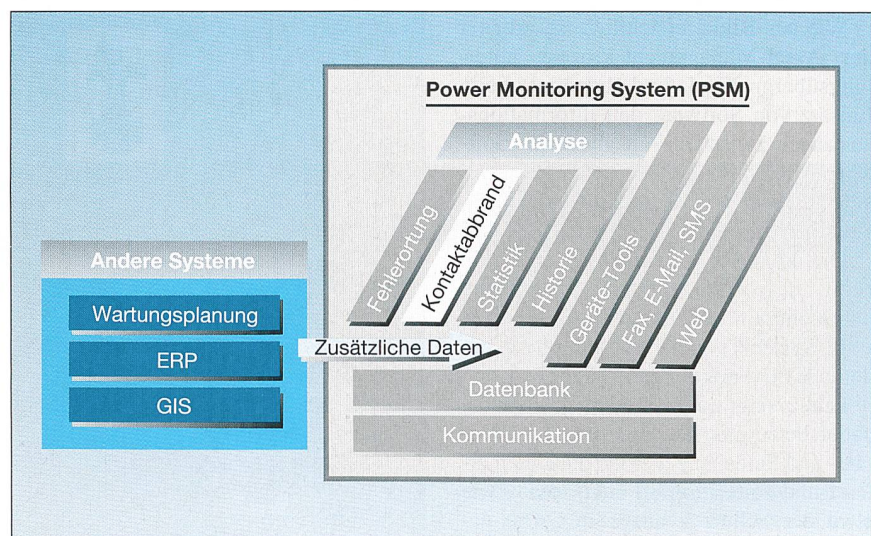 Power Monitoring System (PSM)
Analyse
Fehlerortung
Kontaktabbrand
Statistik
Historie
Geräte-Tools
Fax, E-Mail, SMS
Web
Andere Systeme
Wartungsplanung
ERP
GIS
Zusätzliche Daten
Datenbank
Kommunikation